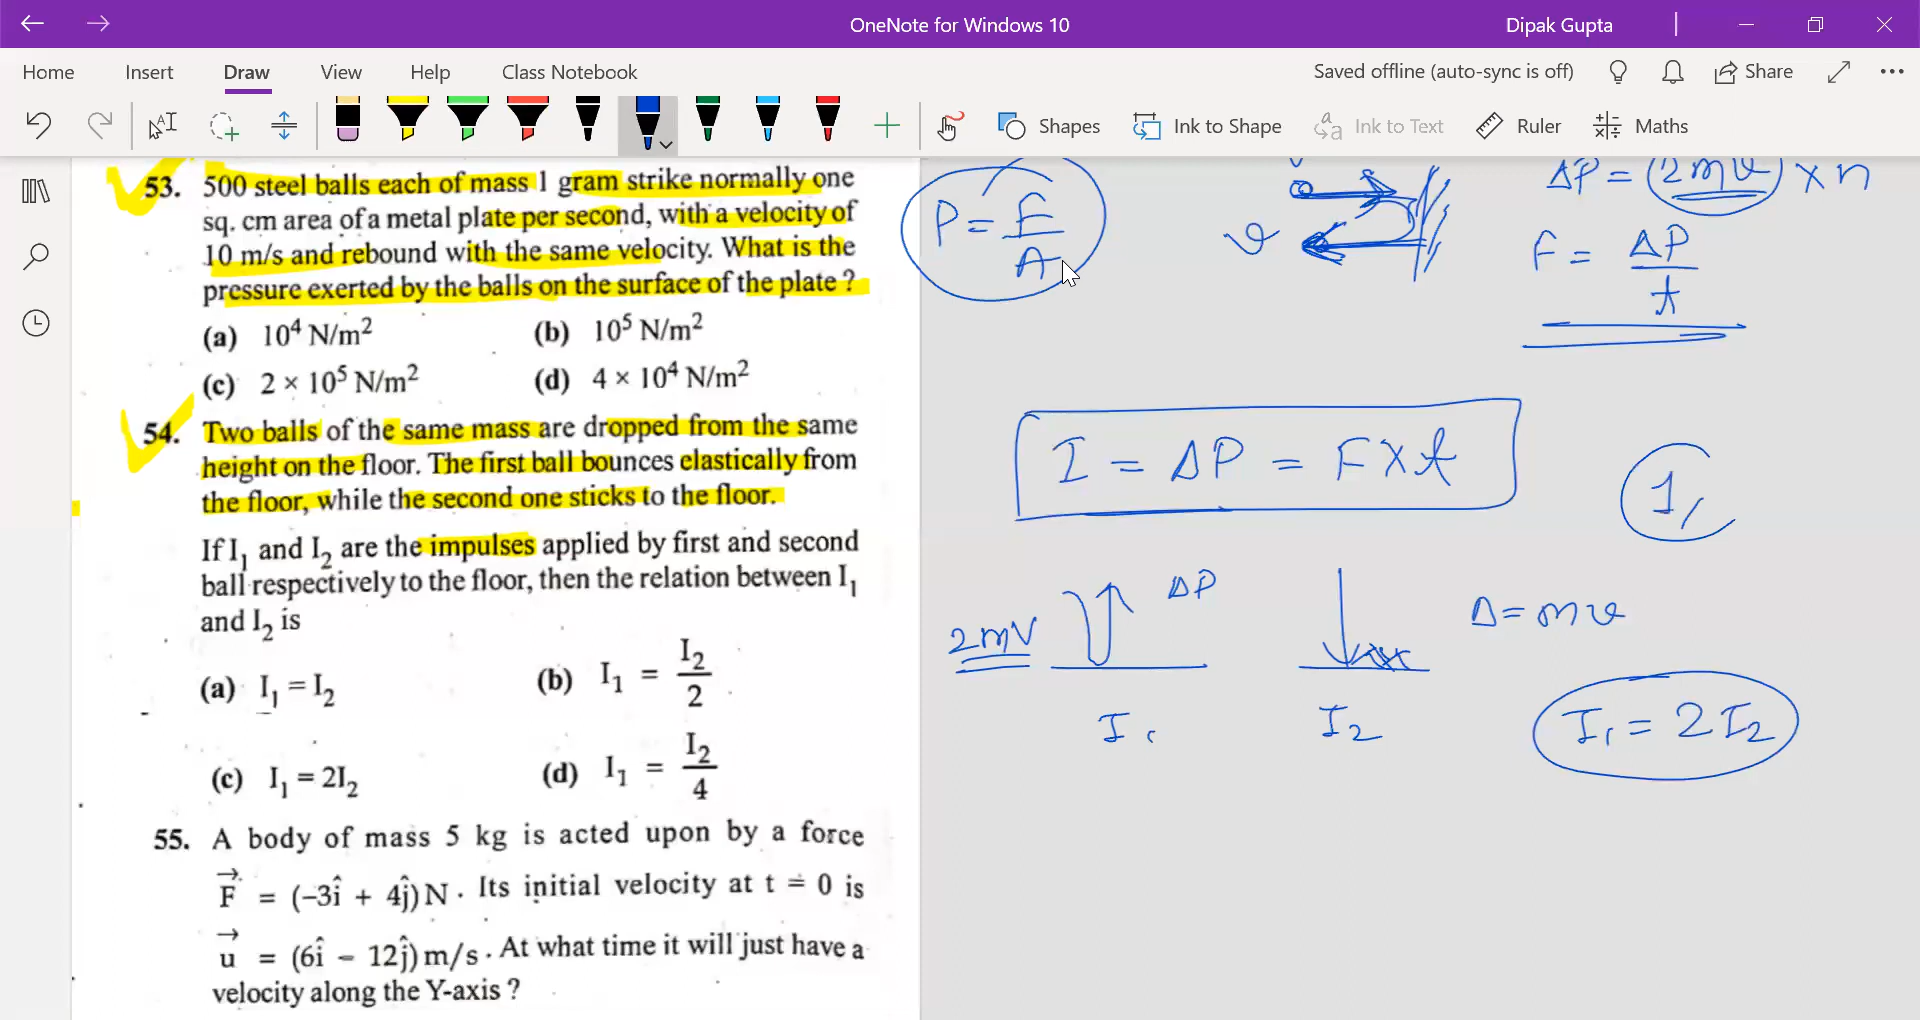 OneNote for Windows 10
Dipak Gupta
Home Insert Draw View Help Class Notebook
Saved offline (auto-sync is off) Share
Shapes Ink to Shape Ink to Text Ruler Maths
53. 500 steel balls each of mass 1 gram strike normally one
sq. cm area of a metal plate per second, with a velocity of
10 m/s and rebound with the same velocity. What is the
pressure exerted by the balls on the surface of the plate ?
(a) 10⁴ N/m² (b) 10⁵ N/m²
(c) 2 × 10⁵ N/m² (d) 4 × 10⁴ N/m²
54. Two balls of the same mass are dropped from the same
height on the floor. The first ball bounces elastically from
the floor, while the second one sticks to the floor.
If I₁ and I₂ are the impulses applied by first and second
ball respectively to the floor, then the relation between I₁
and I₂ is
(a) I₁ = I₂ (b) I₁ = I₂/2
(c) I₁ = 2I₂ (d) I₁ = I₂/4
55. A body of mass 5 kg is acted upon by a force
F⃗ = (–3î + 4ĵ) N. Its initial velocity at t = 0 is
u⃗ = (6î – 12ĵ) m/s. At what time it will just have a
velocity along the Y-axis ?
P = F/A
v
v
ΔP = (2mv) × n
F = ΔP/t
I = ΔP = F×t
I₁
2mV
ΔP
Δ = mv
I₁
I₂
I₁ = 2I₂